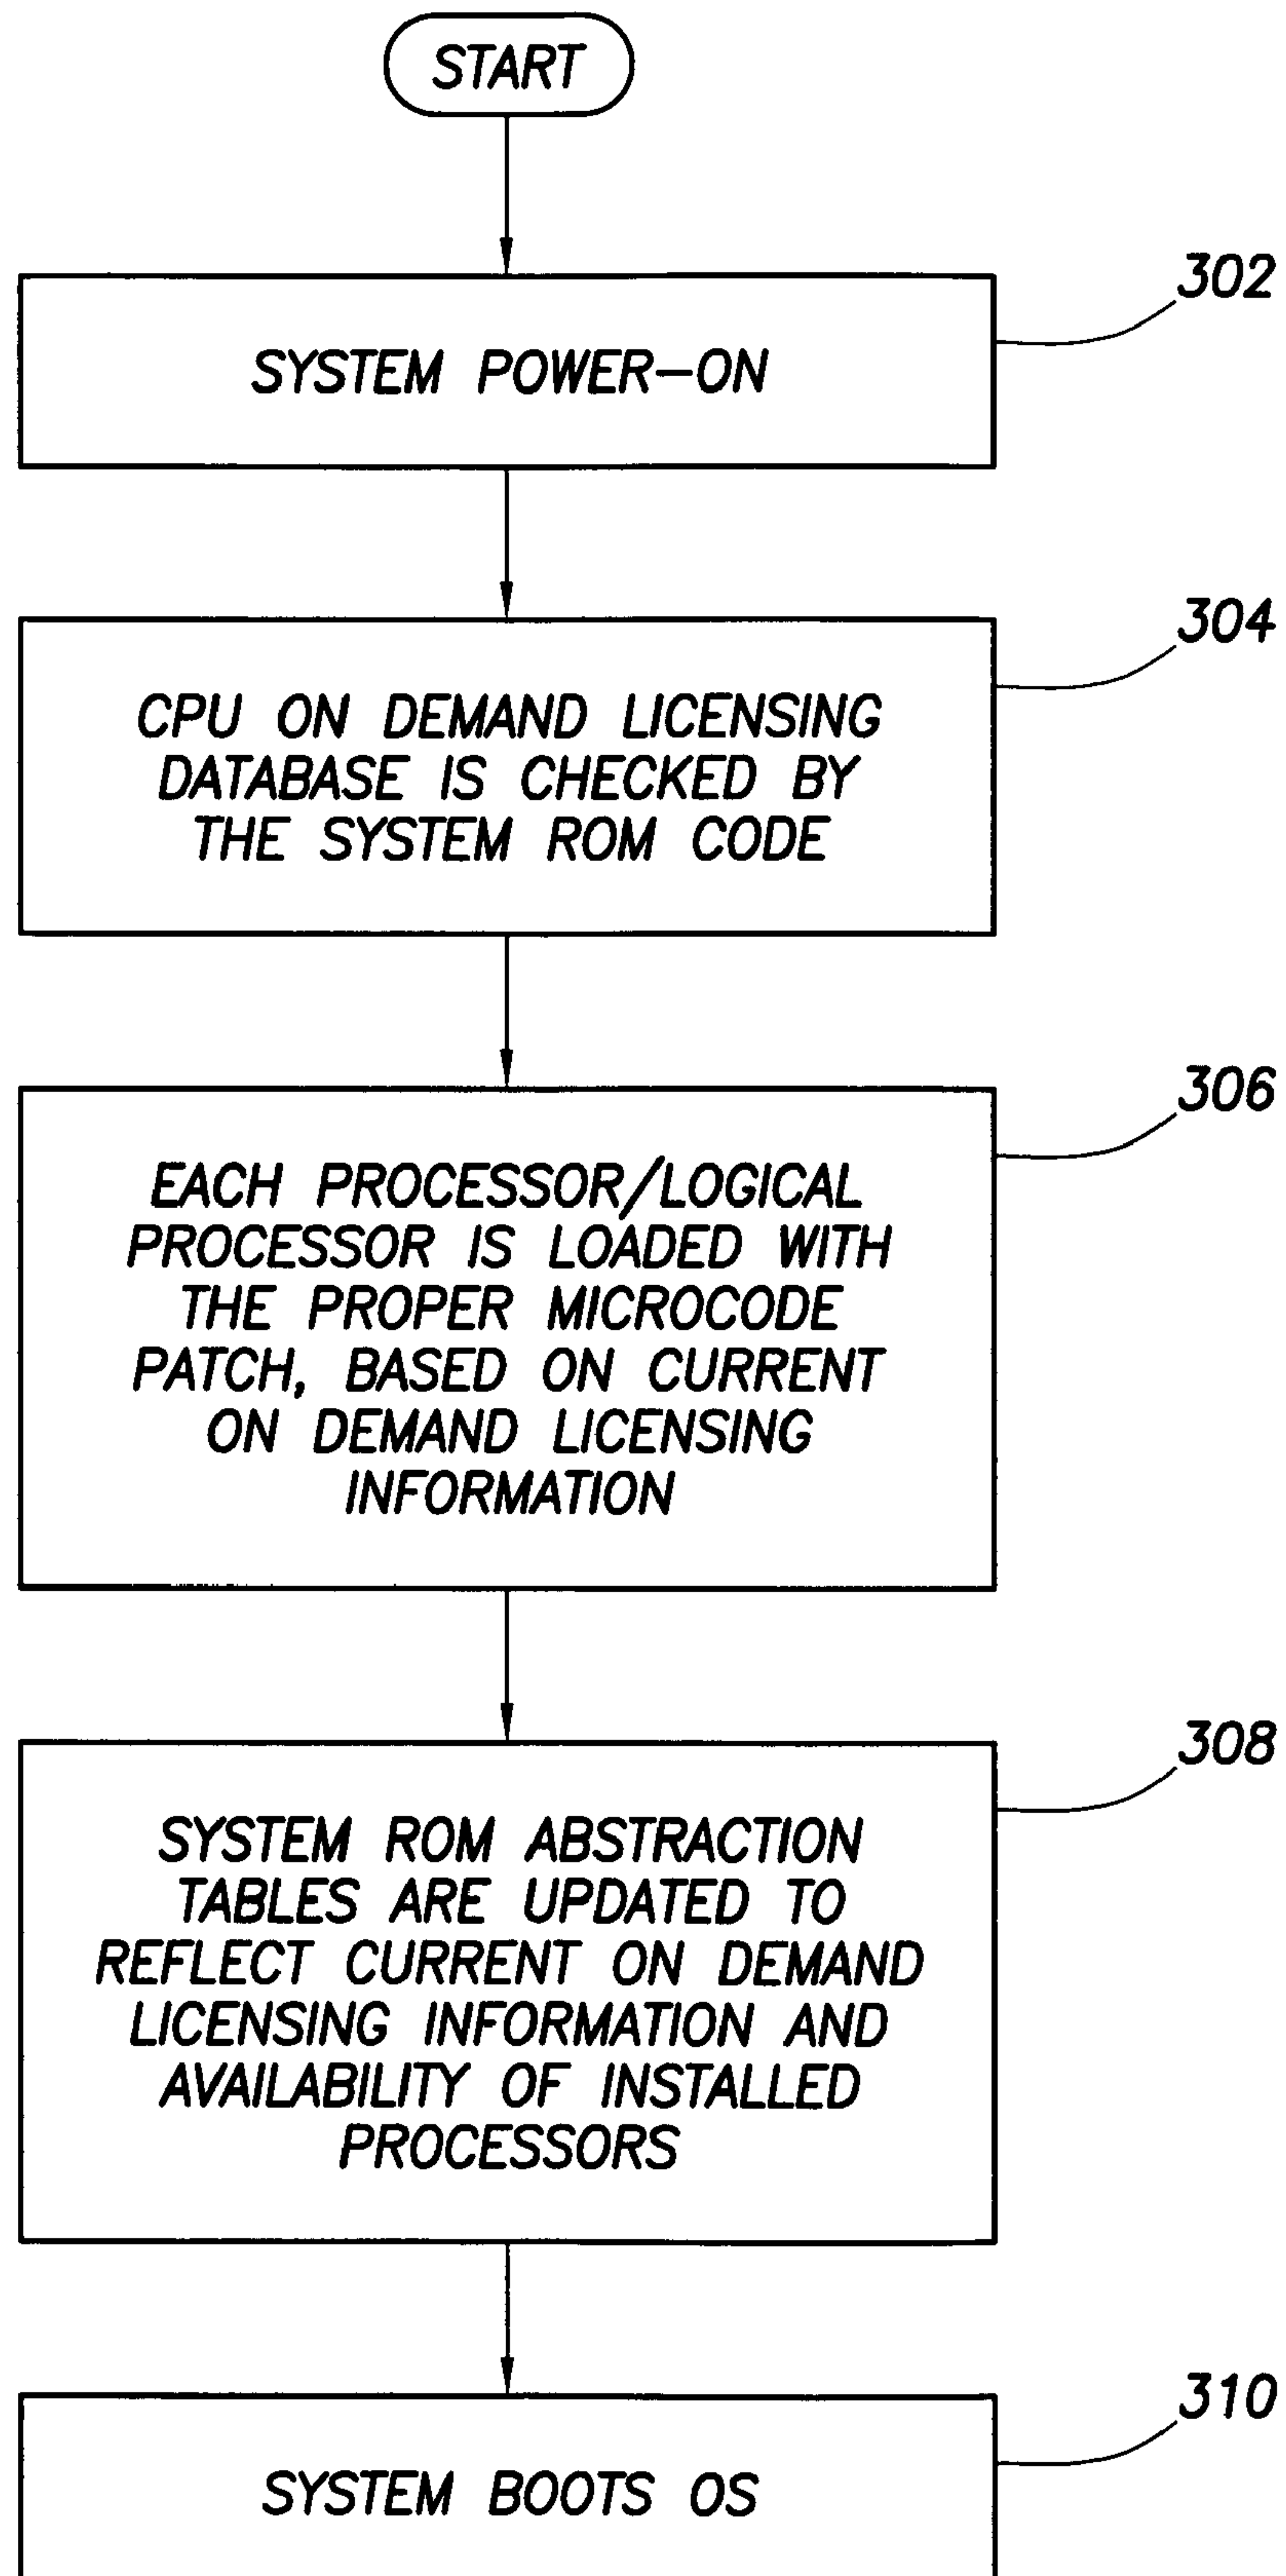 START
302
SYSTEM POWER-ON
304
CPU ON DEMAND LICENSING
DATABASE IS CHECKED BY
THE SYSTEM ROM CODE
306
EACH PROCESSOR/LOGICAL
PROCESSOR IS LOADED WITH
THE PROPER MICROCODE
PATCH, BASED ON CURRENT
ON DEMAND LICENSING
INFORMATION
308
SYSTEM ROM ABSTRACTION
TABLES ARE UPDATED TO
REFLECT CURRENT ON DEMAND
LICENSING INFORMATION AND
AVAILABILITY OF INSTALLED
PROCESSORS
310
SYSTEM BOOTS OS